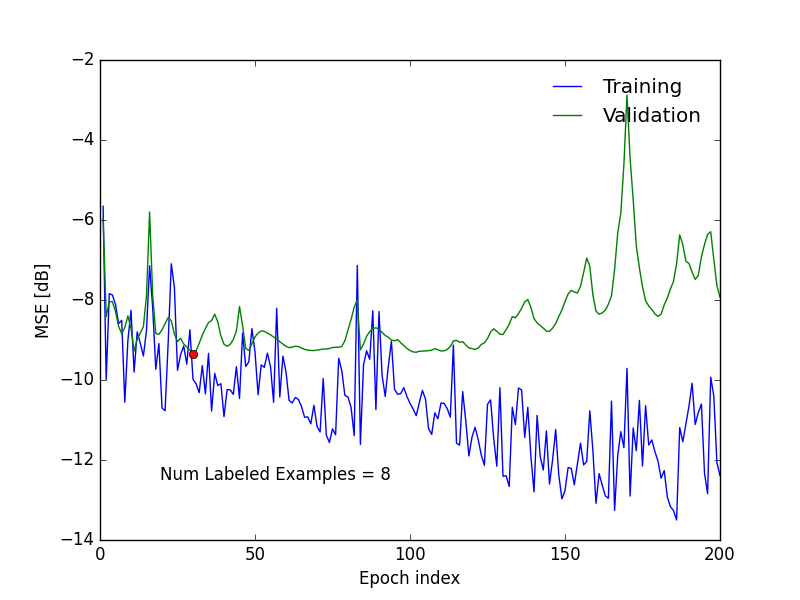 −2
−4
−6
−8
−10
−12
−14
0
50
100
150
200
MSE [dB]
Epoch index
Training
Validation
Num Labeled Examples = 8